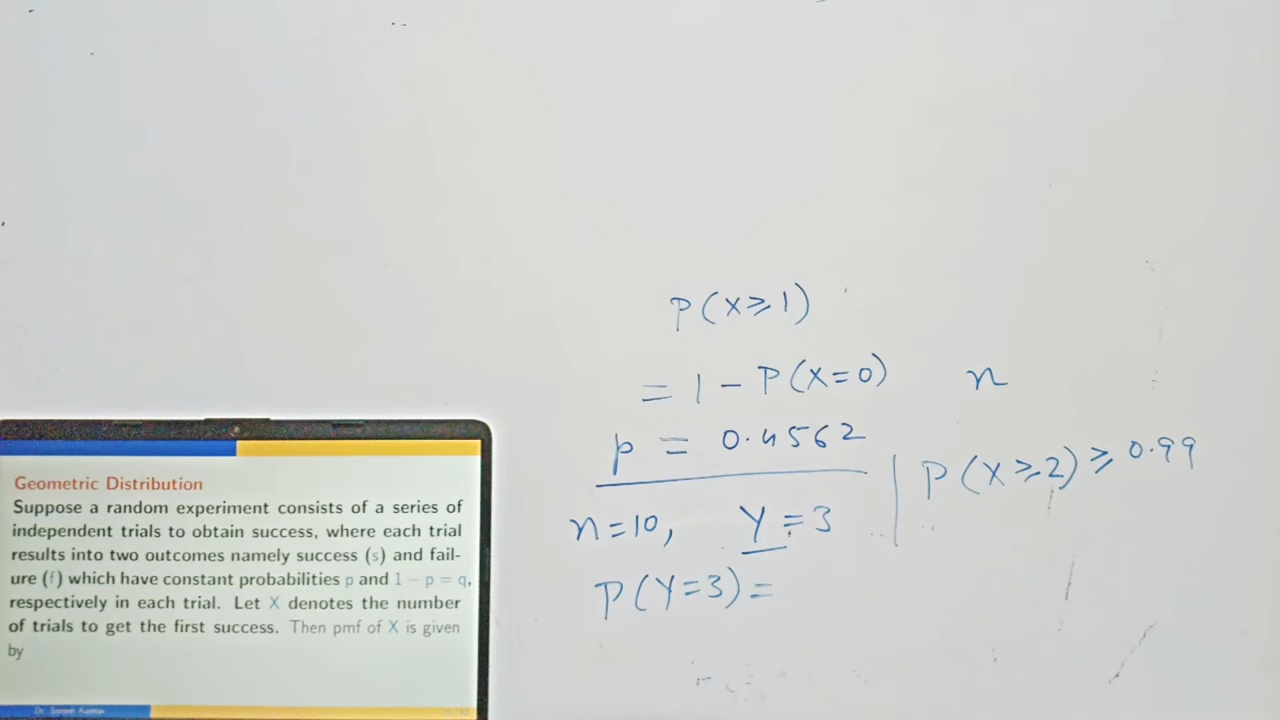 P(X≥1)
= 1 - P(X=0)
n
p = 0.4562
P(X≥2) ≥ 0.99
n=10, Y=3
P(Y=3) =
Geometric Distribution
Suppose a random experiment consists of a series of
independent trials to obtain success, where each trial
results into two outcomes namely success (s) and fail-
ure (f) which have constant probabilities p and 1 − p = q,
respectively in each trial. Let X denotes the number
of trials to get the first success. Then pmf of X is given
by